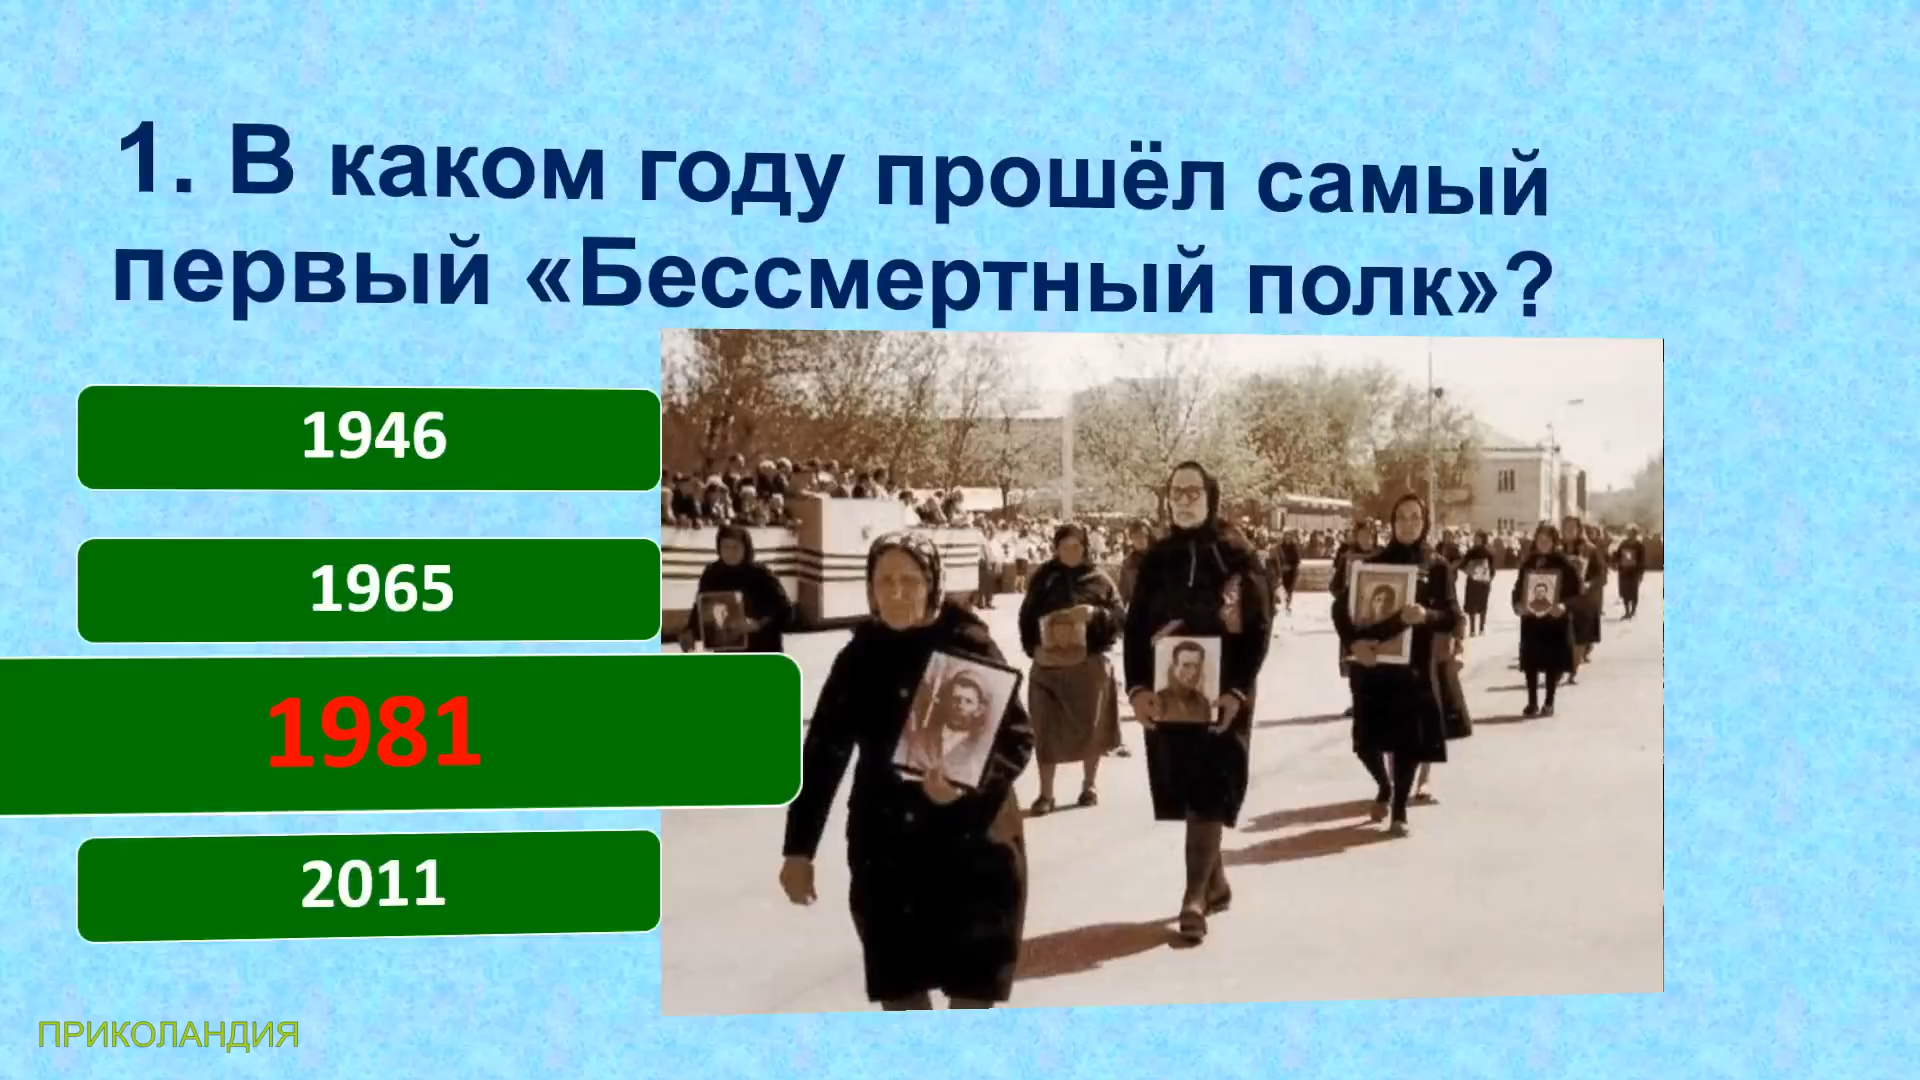 1. В каком году прошёл самый
первый «Бессмертный полк»?
1946
1965
1981
2011
ПРИКОЛАНДИЯ